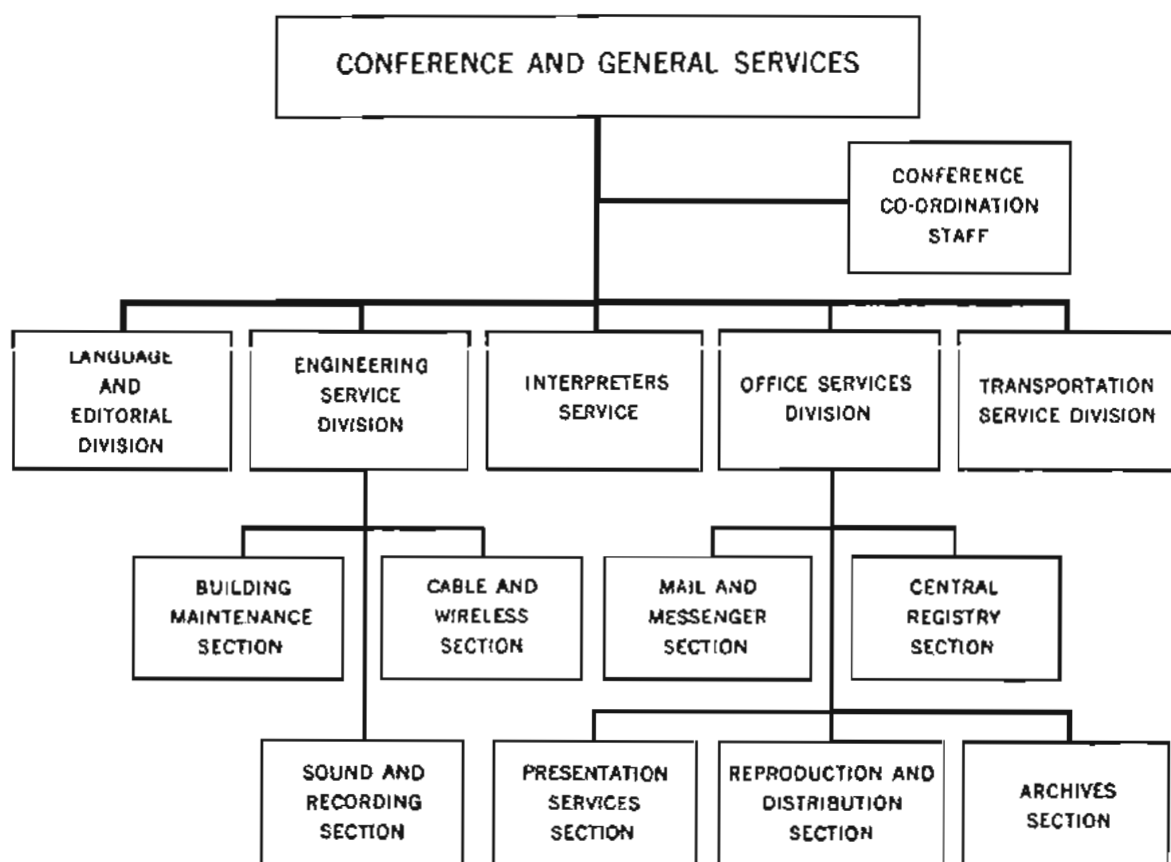 CONFERENCE AND GENERAL SERVICES
CONFERENCE
CO-ORDINATION
STAFF
LANGUAGE
AND
EDITORIAL
DIVISION
ENGINEERING
SERVICE
DIVISION
INTERPRETERS
SERVICE
OFFICE SERVICES
DIVISION
TRANSPORTATION
SERVICE DIVISION
BUILDING
MAINTENANCE
SECTION
CABLE AND
WIRELESS
SECTION
MAIL AND
MESSENGER
SECTION
CENTRAL
REGISTRY
SECTION
SOUND AND
RECORDING
SECTION
PRESENTATION
SERVICES
SECTION
REPRODUCTION AND
DISTRIBUTION
SECTION
ARCHIVES
SECTION